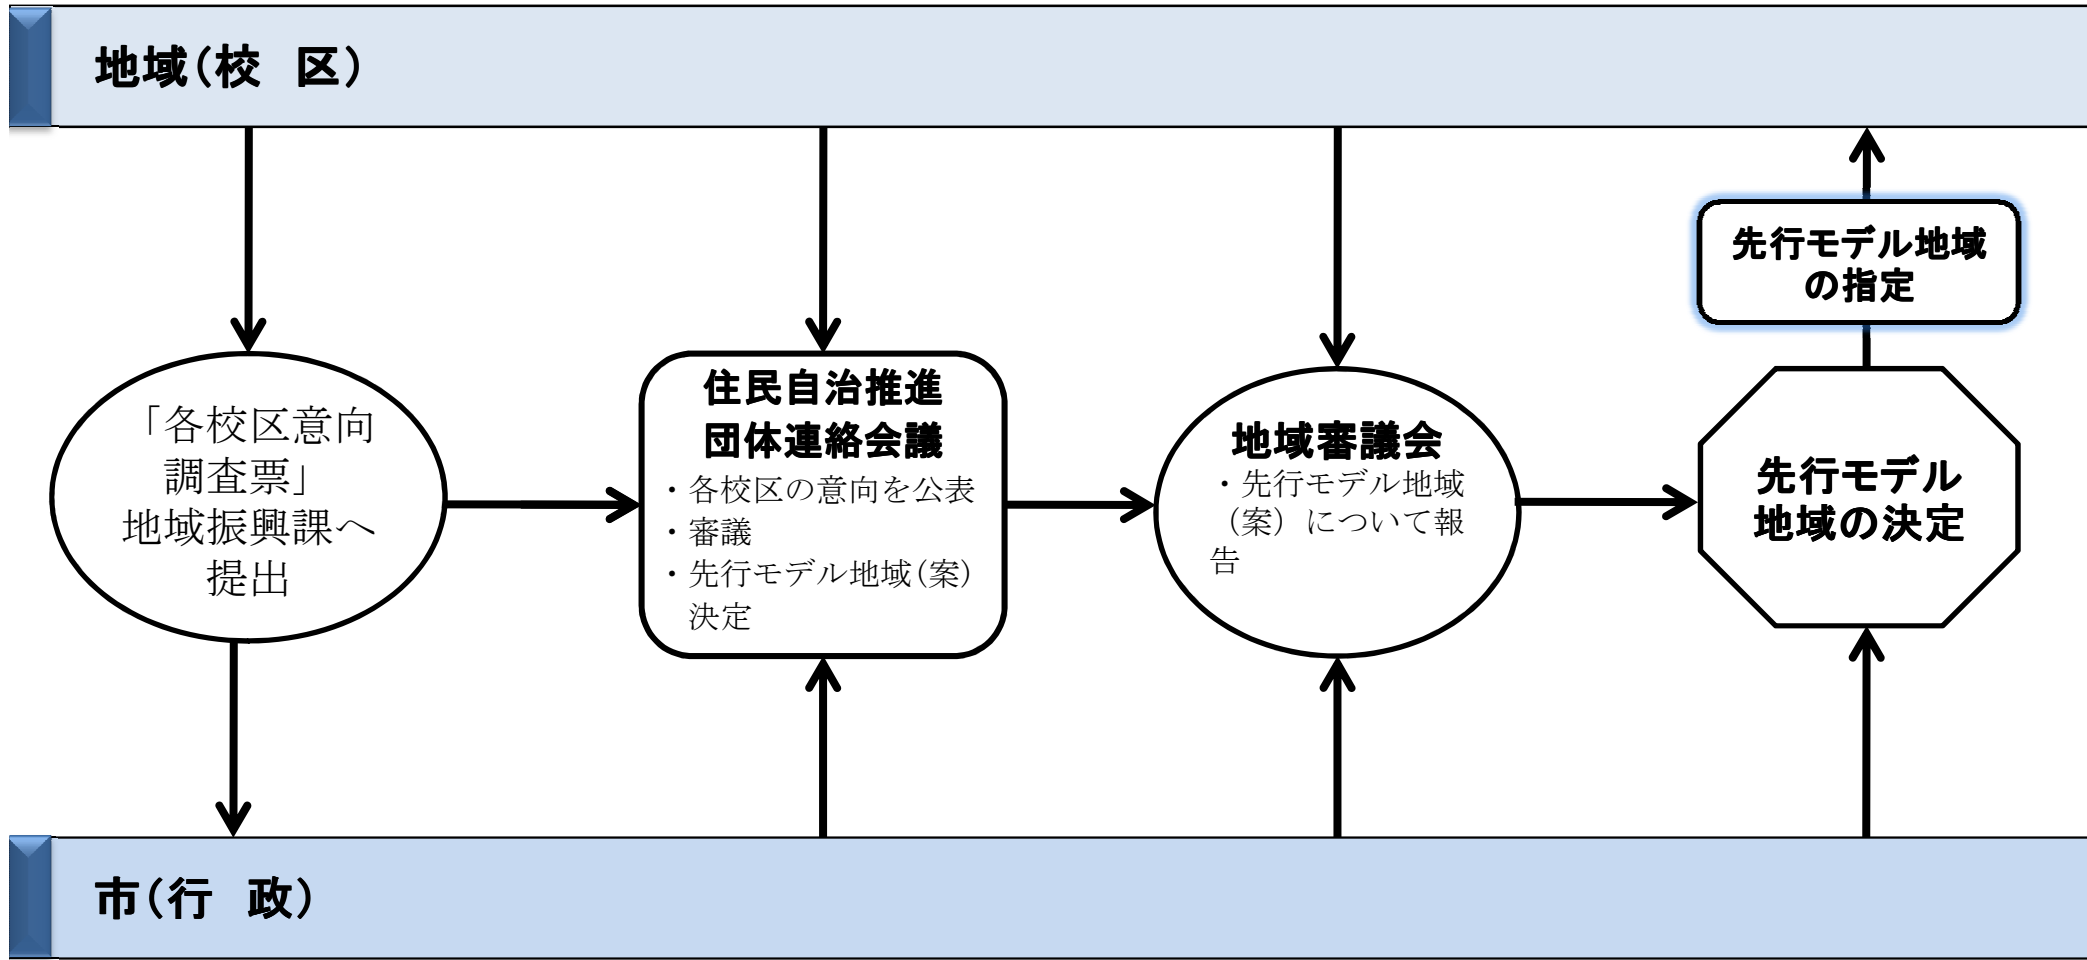 地域（校　区）
「各校区意向
調査票」
地域振興課へ
提出
住民自治推進
団体連絡会議
・各校区の意向を公表
・審議
・先行モデル地域（案）
決定
地域審議会
・先行モデル地域
（案）について報
告
先行モデル地域
の指定
先行モデル
地域の決定
市（行　政）